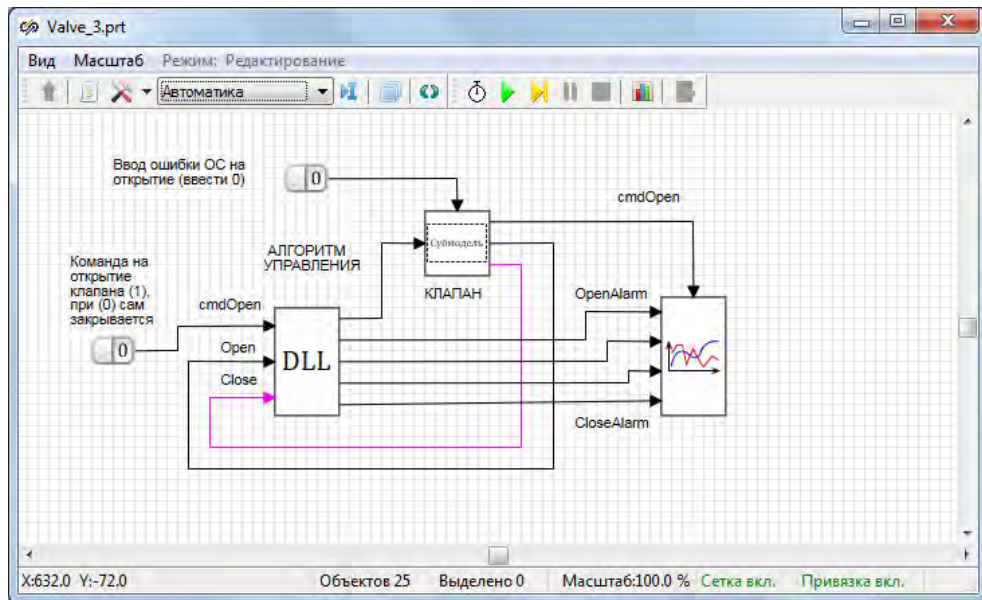 Valve_3.prt
Вид Масштаб Режим: Редактирование
Автоматика
Ввод ошибки ОС на
открытие (ввести 0)
0
cmdOpen
Субмодель
АЛГОРИТМ
УПРАВЛЕНИЯ
КЛАПАН
Команда на
открытие
клапана (1),
при (0) сам
закрывается
0
cmdOpen
Open
Close
DLL
OpenAlarm
CloseAlarm
X:632.0 Y:-72.0 Объектов 25 Выделено 0 Масштаб:100.0 % Сетка вкл. Привязка вкл.